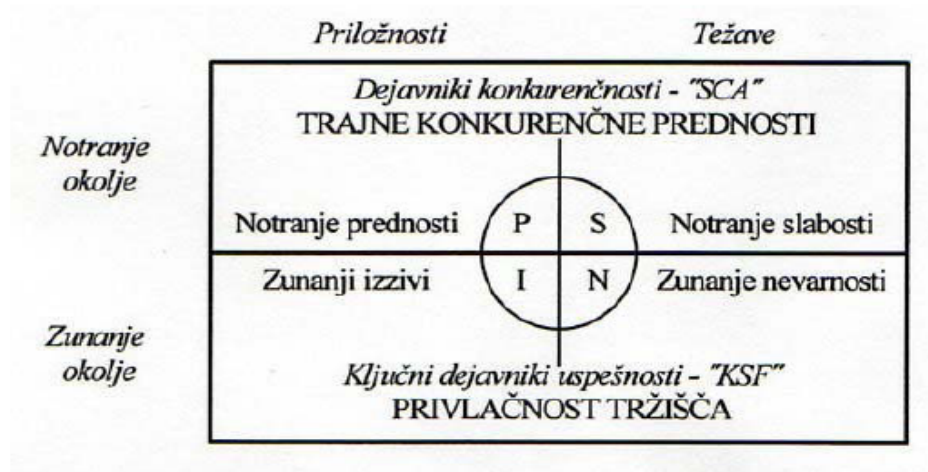 Priložnosti Težave
Dejavniki konkurenčnosti - "SCA"
TRAJNE KONKURENČNE PREDNOSTI
Notranje
okolje
Notranje prednosti P S Notranje slabosti
Zunanji izzivi I N Zunanje nevarnosti
Zunanje
okolje
Ključni dejavniki uspešnosti - "KSF"
PRIVLAČNOST TRŽIŠČA